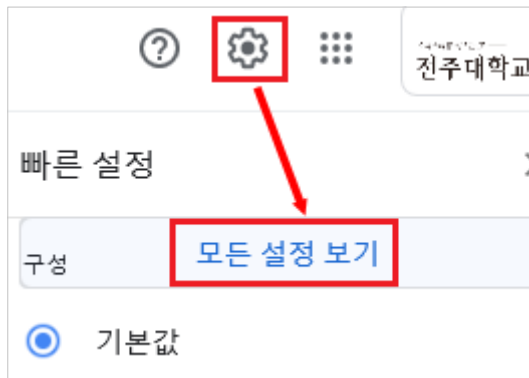 진주대학교
빠른 설정
구성
모든 설정 보기
기본값